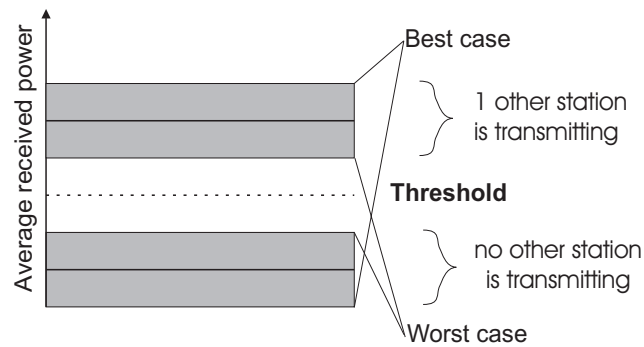 Average received power
Best case
1 other station
is transmitting
Threshold
no other station
is transmitting
Worst case